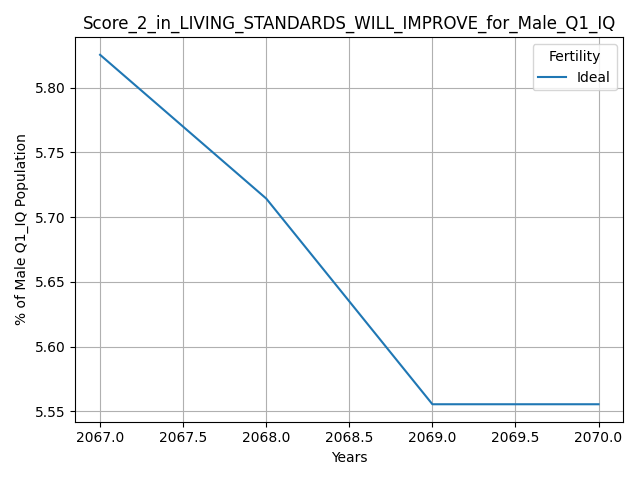 Score_2_in_LIVING_STANDARDS_WILL_IMPROVE_for_Male_Q1_IQ
Fertility
Ideal
% of Male Q1_IQ Population
5.80
5.75
5.70
5.65
5.60
5.55
2067.0 2067.5 2068.0 2068.5 2069.0 2069.5 2070.0
Years